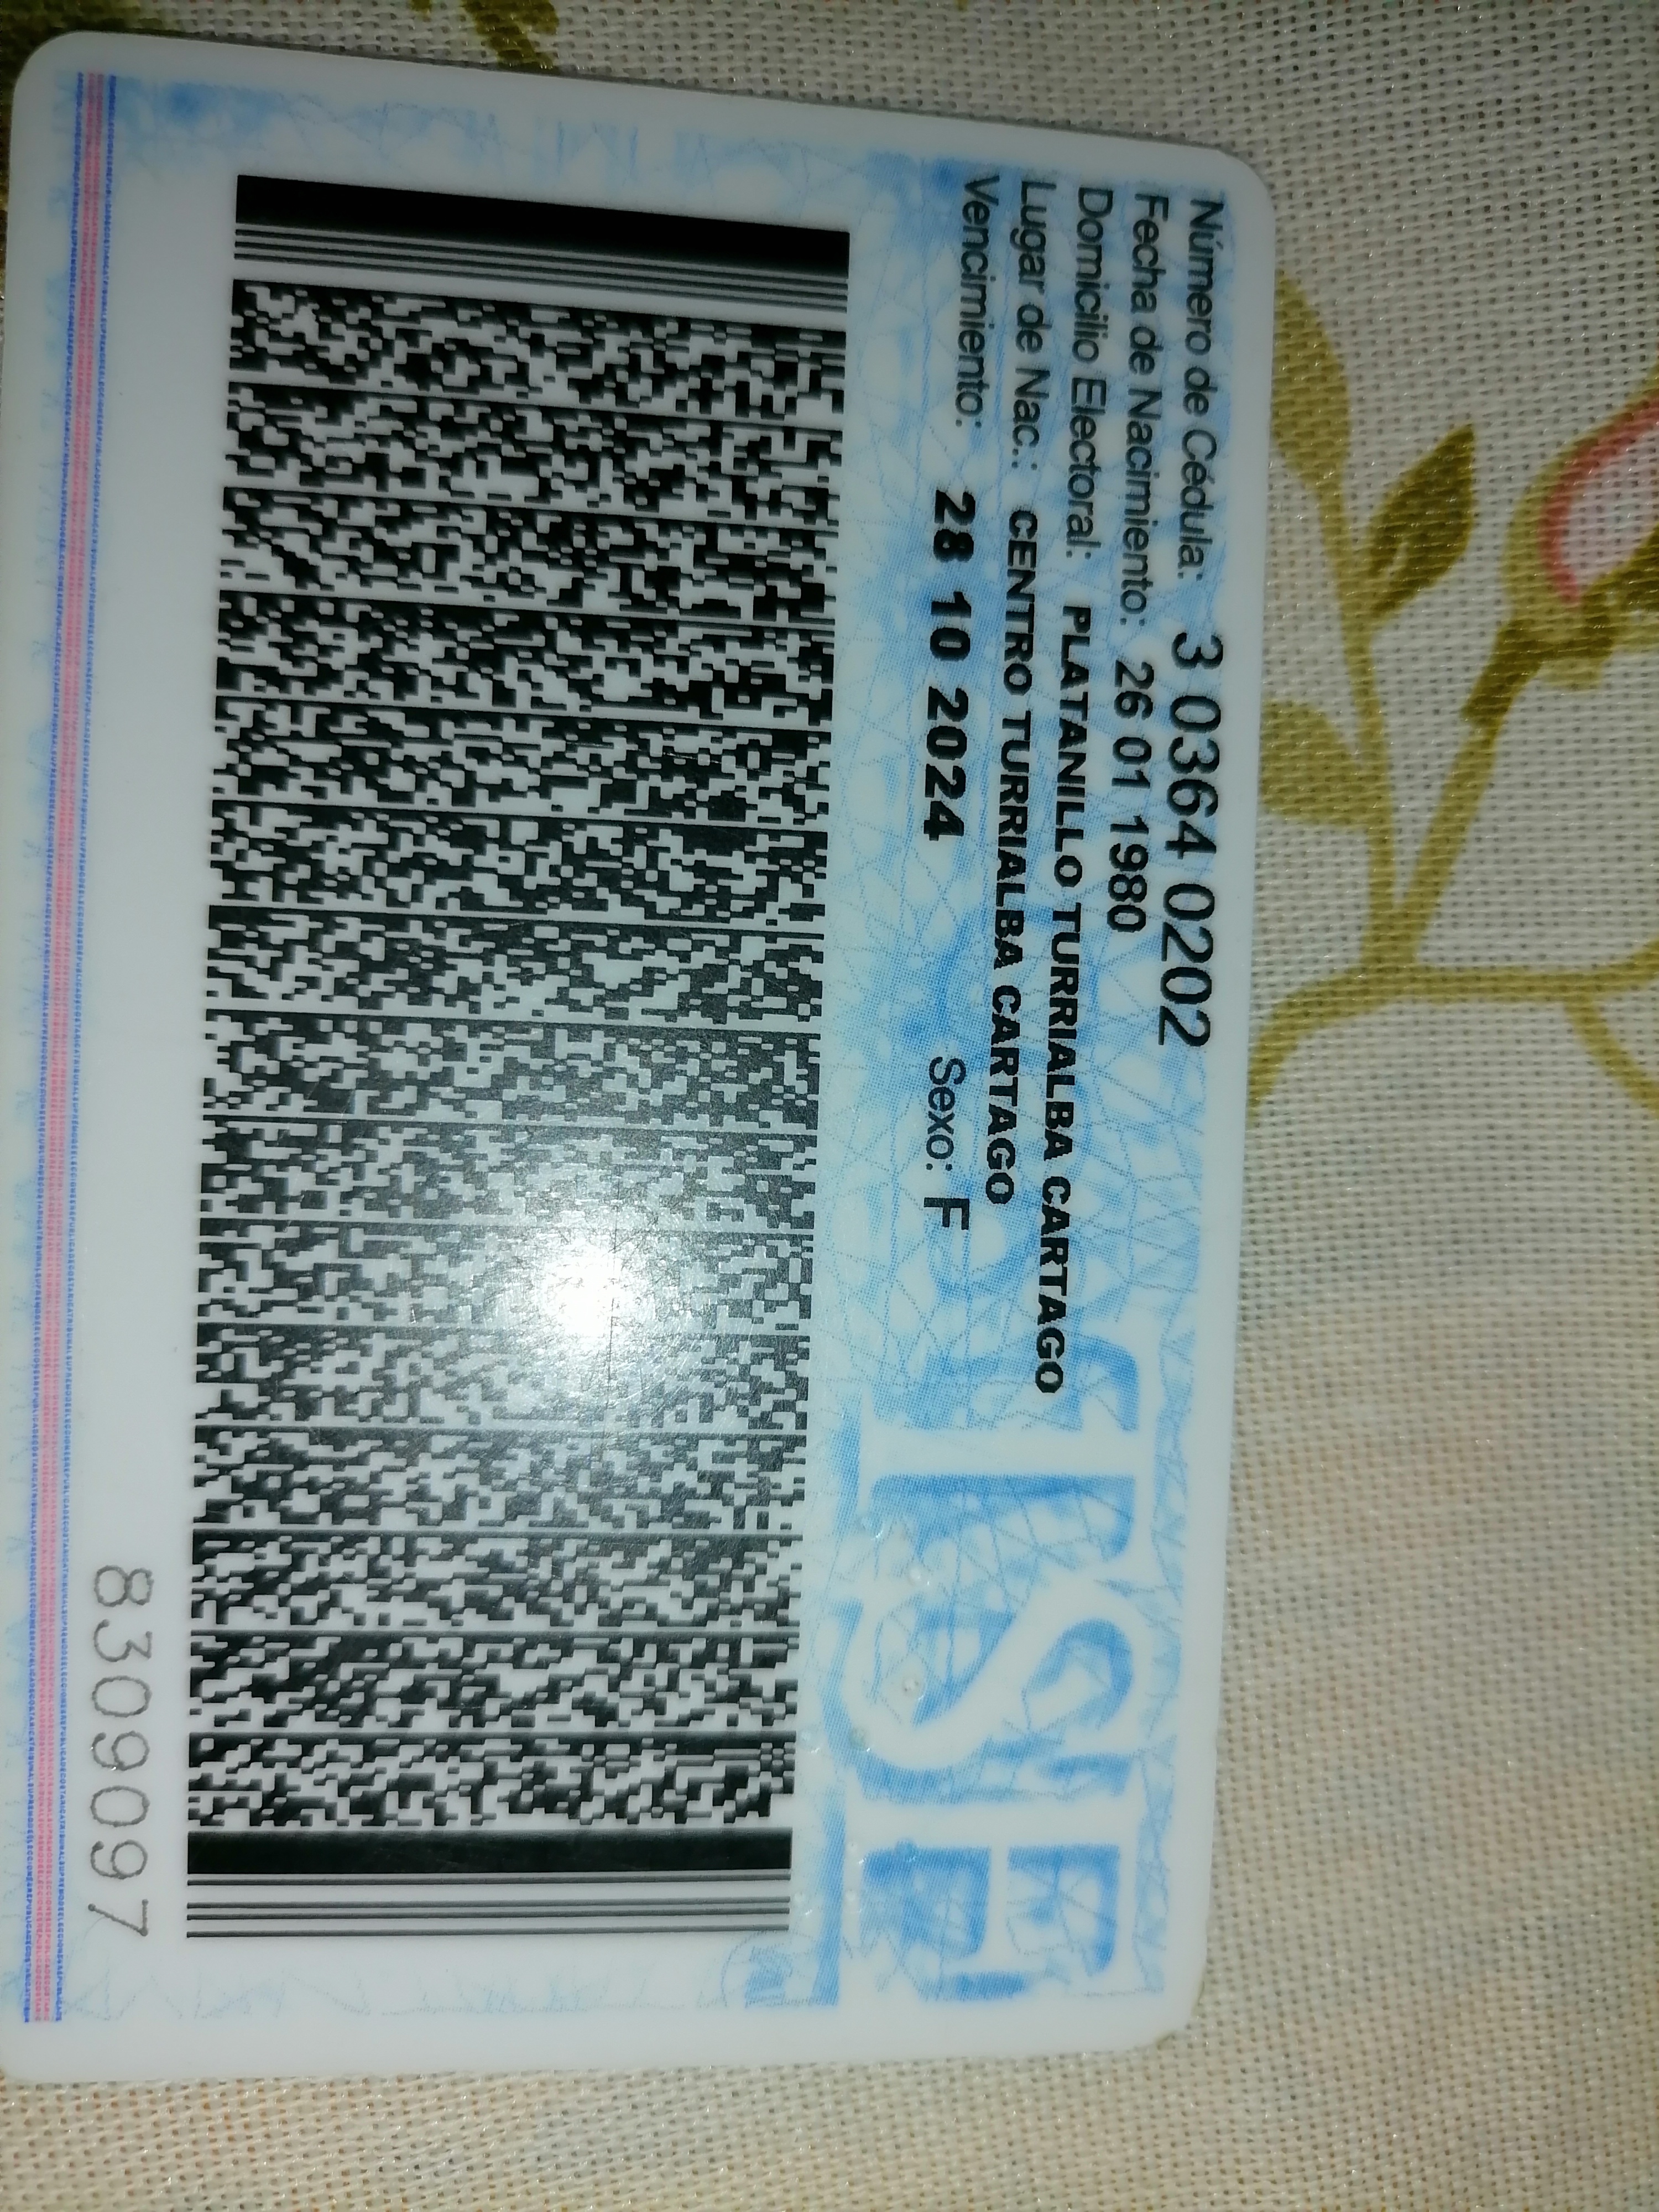 Número de Cédula: 3 0364 0202
Fecha de Nacimiento: 26 01 1980
Domicilio Electoral: PLATANILLO TURRIALBA CARTAGO
Lugar de Nac.: CENTRO TURRIALBA CARTAGO
Vencimiento: 28 10 2024 Sexo: F
TSE
8309097